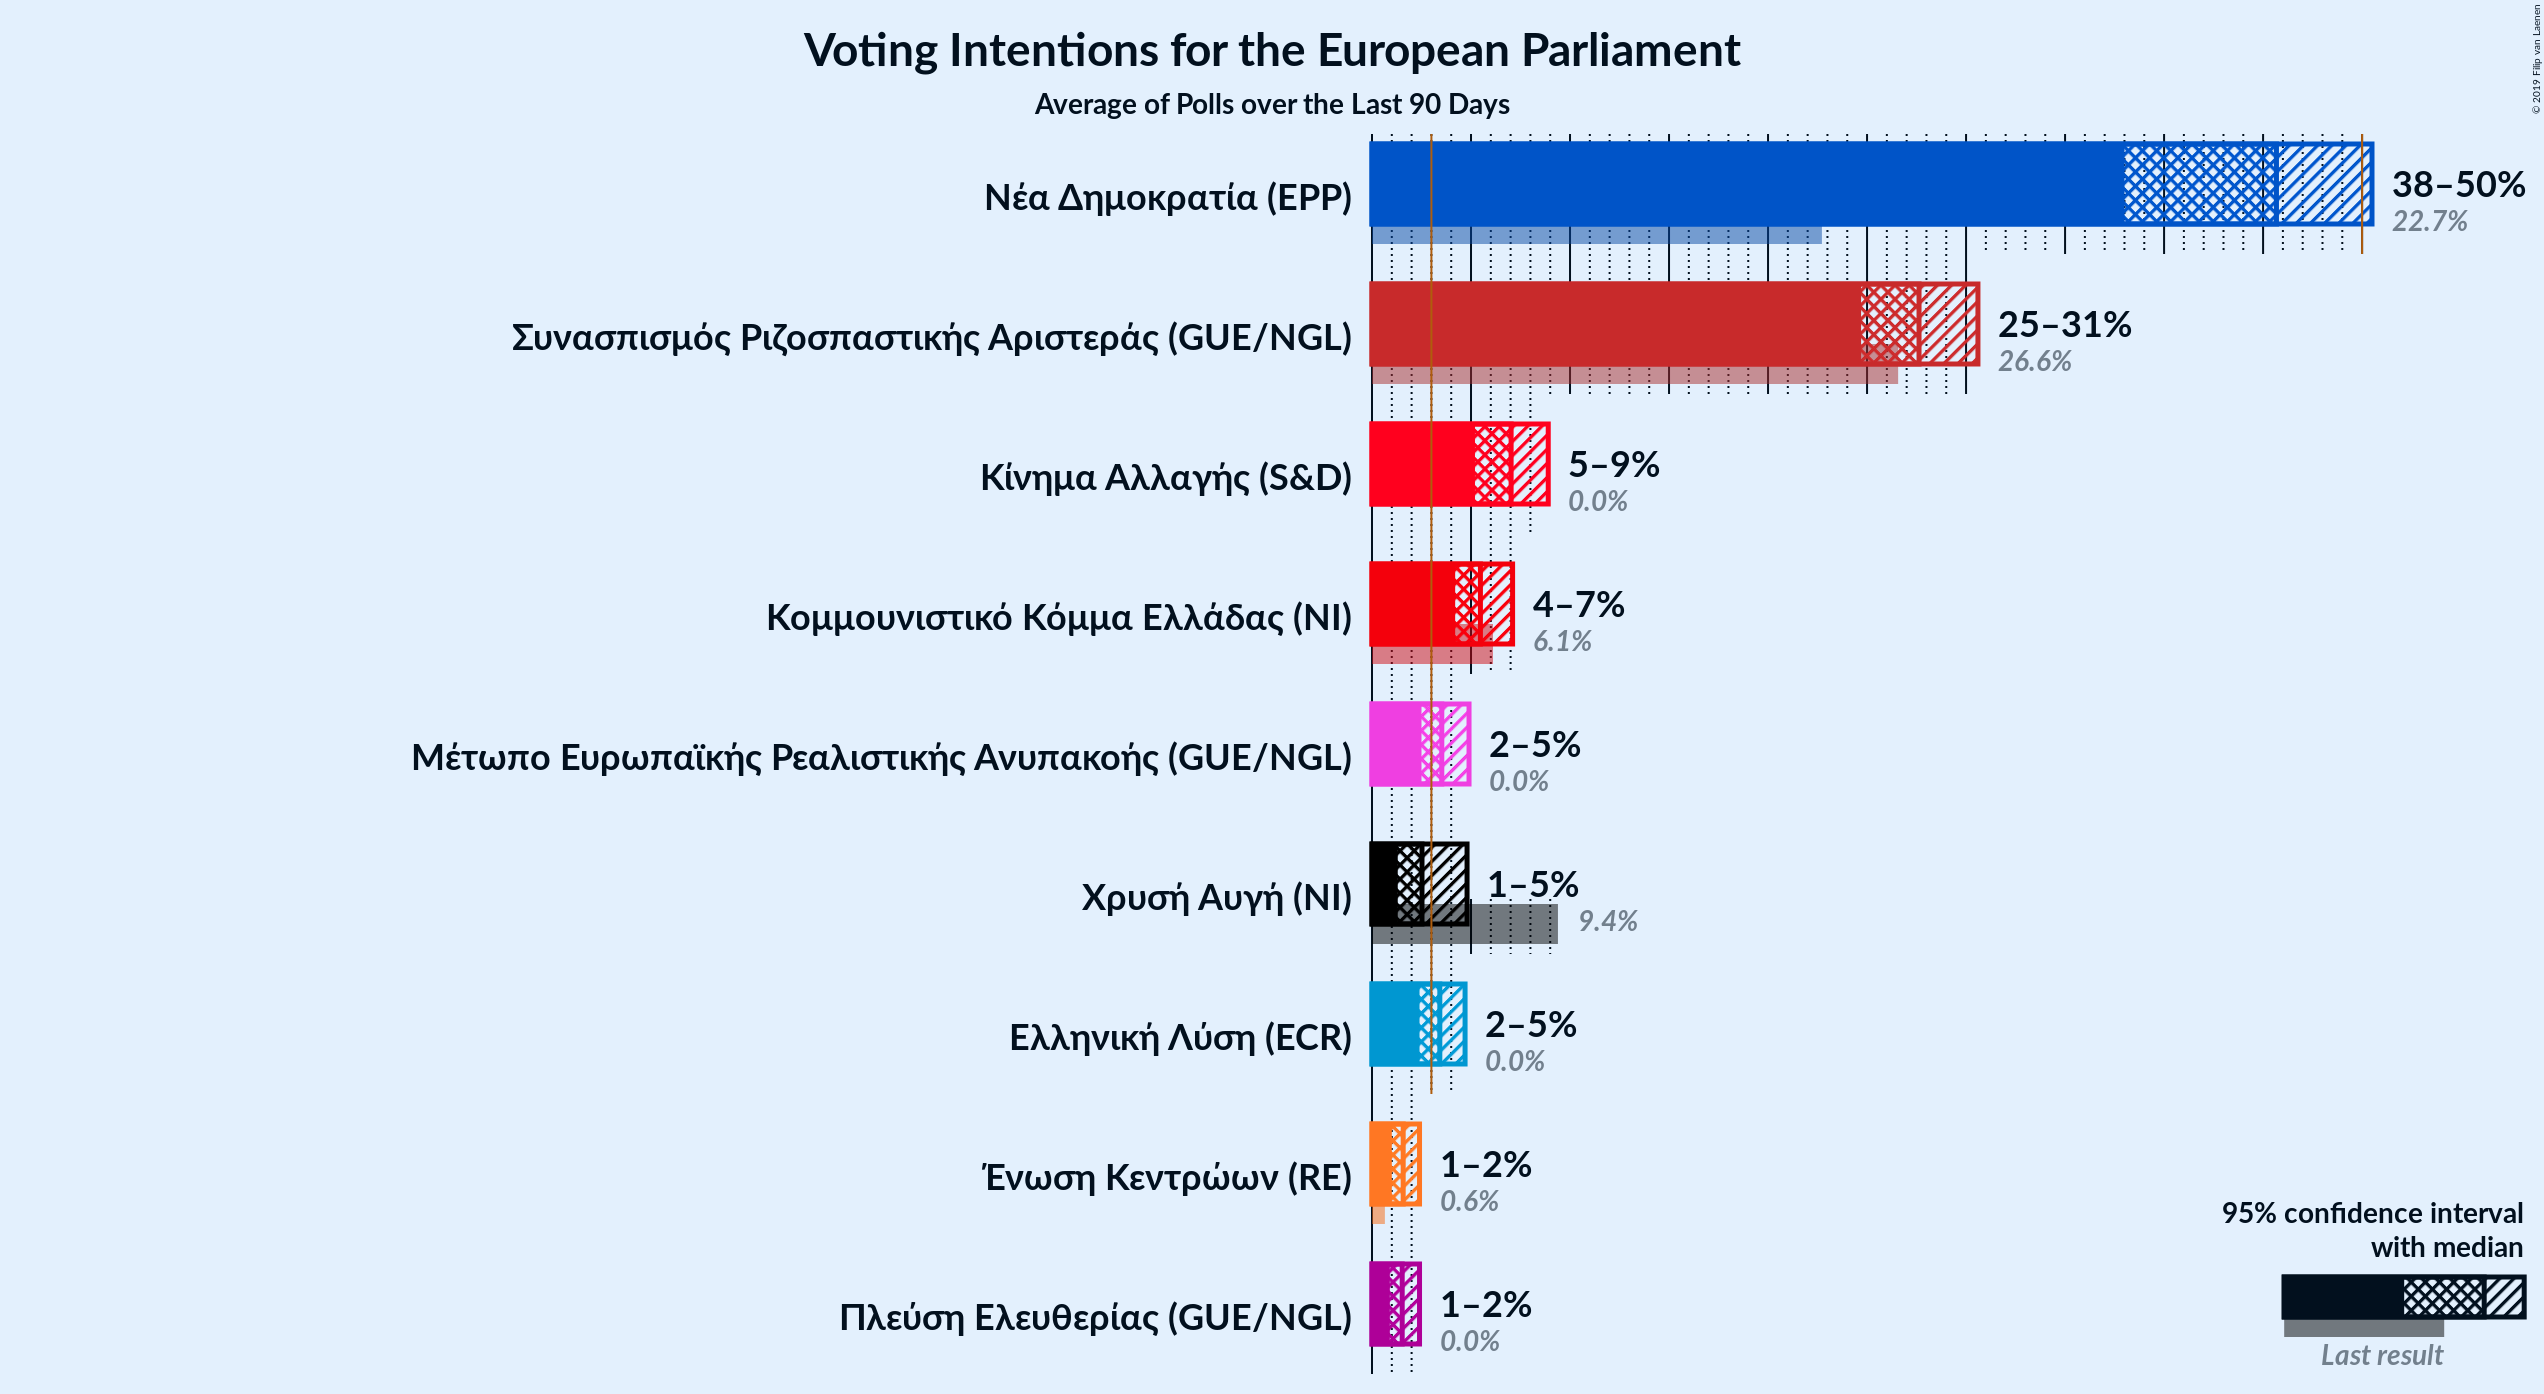 Voting Intentions for the European Parliament
Average of Polls over the Last 90 Days
© 2019 Filip van Laenen
Νέα Δημοκρατία (EPP)
38–50%
22.7%
Συνασπισμός Ριζοσπαστικής Αριστεράς (GUE/NGL)
25–31%
26.6%
Κίνημα Αλλαγής (S&D)
5–9%
0.0%
Κομμουνιστικό Κόμμα Ελλάδας (NI)
4–7%
6.1%
Μέτωπο Ευρωπαϊκής Ρεαλιστικής Ανυπακοής (GUE/NGL)
2–5%
0.0%
Χρυσή Αυγή (NI)
1–5%
9.4%
Ελληνική Λύση (ECR)
2–5%
0.0%
Ένωση Κεντρώων (RE)
1–2%
0.6%
Πλεύση Ελευθερίας (GUE/NGL)
1–2%
0.0%
95% confidence interval
with median
Last result